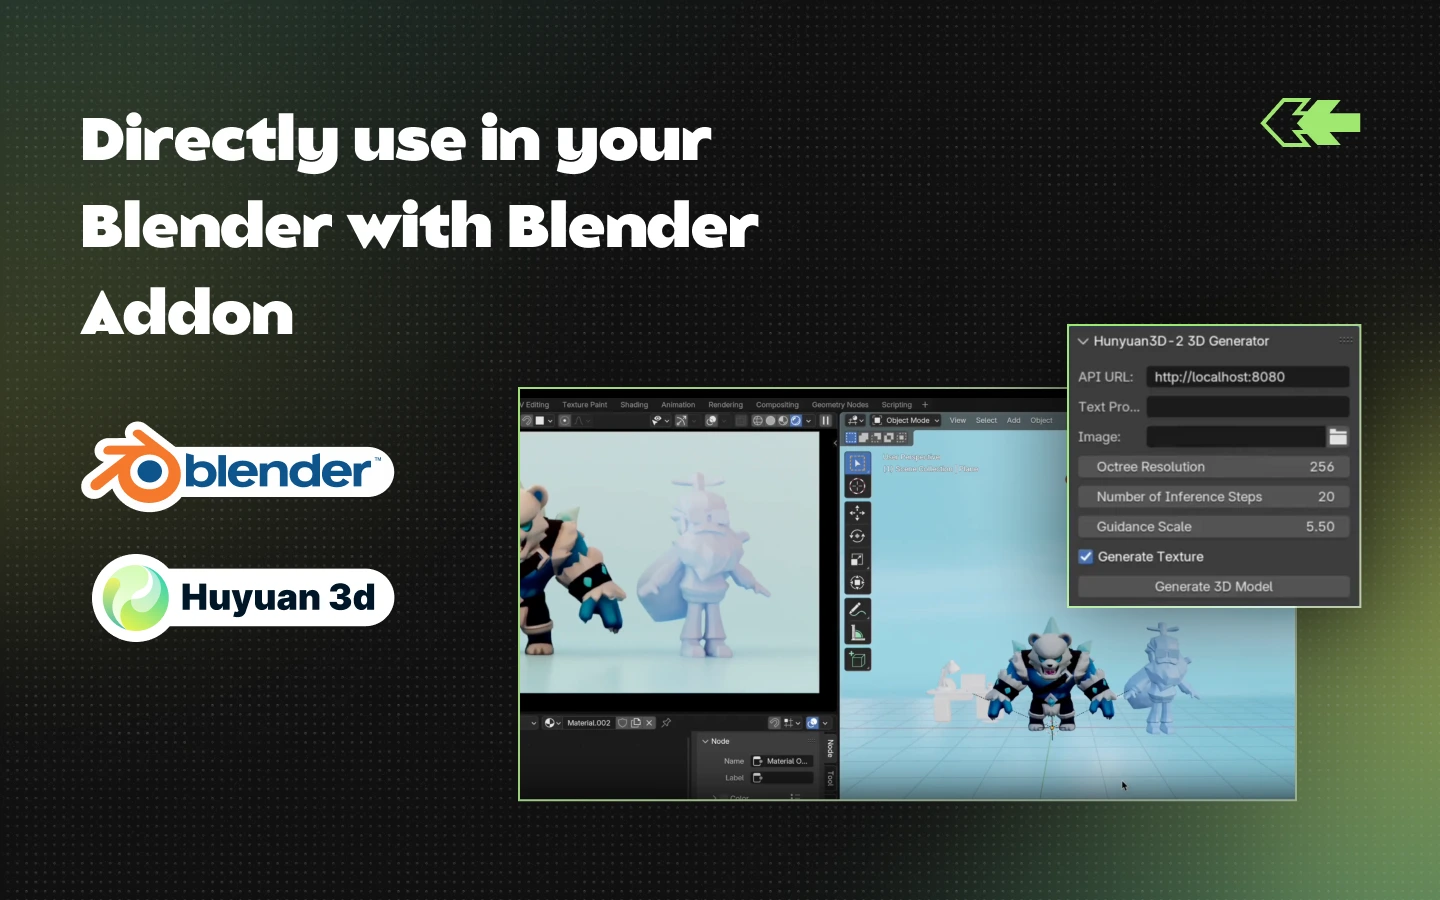 Directly use in your
Blender with Blender
Addon
blender™
Huyuan 3d
Hunyuan3D-2 3D Generator
API URL: http://localhost:8080
Text Pro...
Image:
Octree Resolution 256
Number of Inference Steps 20
Guidance Scale 5.50
Generate Texture
Generate 3D Model
V Editing Texture Paint Shading Animation Rendering Compositing Geometry Nodes Scripting +
Object Mode View Select Add Object
User Perspective
Material.002
Node
Name Material O...
Label
Color
Node
Tool